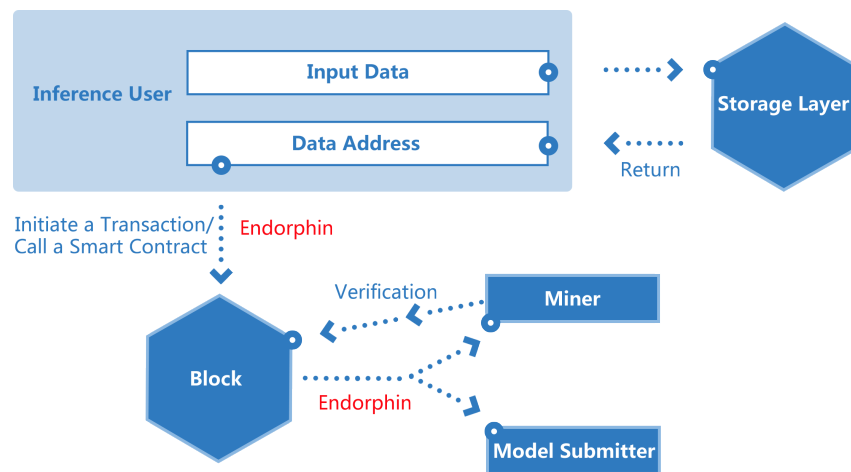 Input Data
Inference User
Storage Layer
Data Address
Return
Initiate a Transaction/
Call a Smart Contract
Endorphin
Verification
Miner
Block
Endorphin
Model Submitter